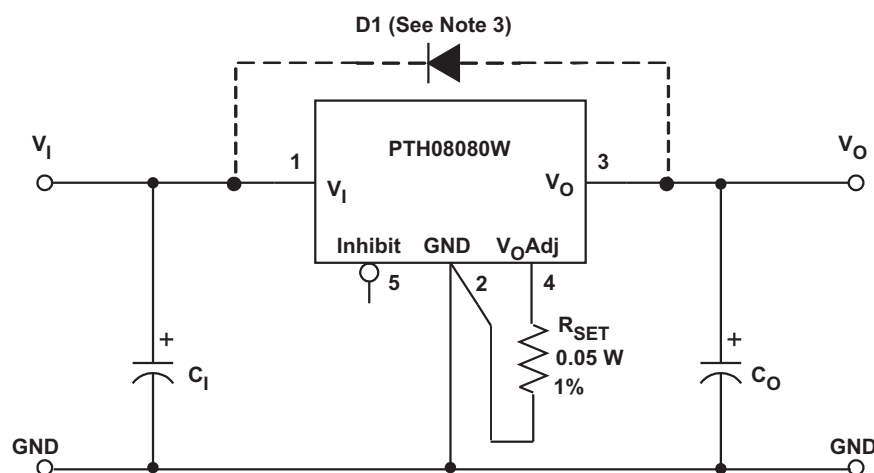 D1 (See Note 3)
V_I
1
PTH08080W
3
V_O
V_I
V_O
Inhibit
GND
V_OAdj
5
2
4
R_SET
0.05 W
1%
+
C_I
+
C_O
GND
GND